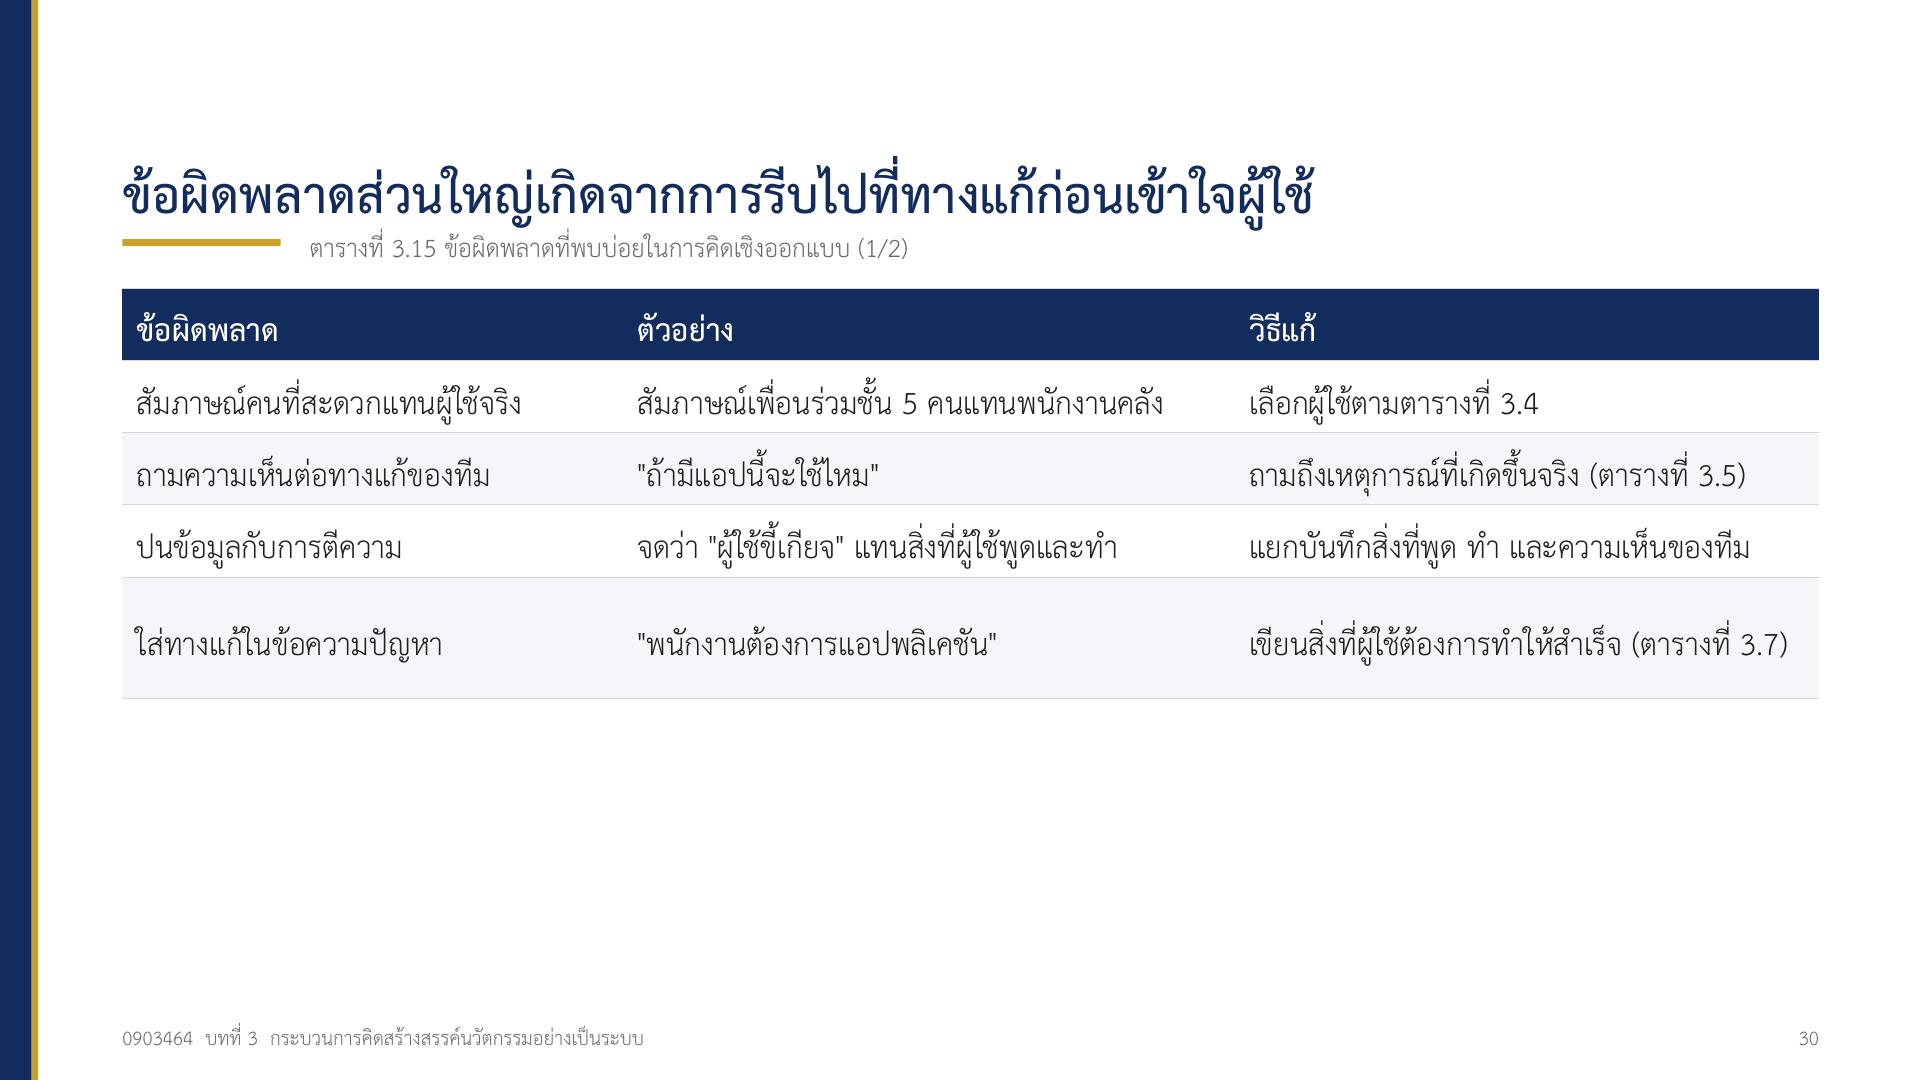 ข้อผิดพลาดส่วนใหญ่เกิดจากการรีบไปที่ทางแก้ก่อนเข้าใจผู้ใช้
ตารางที่ 3.15 ข้อผิดพลาดที่พบบ่อยในการคิดเชิงออกแบบ (1/2)
ข้อผิดพลาด ตัวอย่าง วิธีแก้
สัมภาษณ์คนที่สะดวกแทนผู้ใช้จริง สัมภาษณ์เพื่อนร่วมชั้น 5 คนแทนพนักงานคลัง เลือกผู้ใช้ตามตารางที่ 3.4
ถามความเห็นต่อทางแก้ของทีม "ถ้ามีแอปนี้จะใช้ไหม" ถามถึงเหตุการณ์ที่เกิดขึ้นจริง (ตารางที่ 3.5)
ปนข้อมูลกับการตีความ จดว่า "ผู้ใช้ขี้เกียจ" แทนสิ่งที่ผู้ใช้พูดและทำ แยกบันทึกสิ่งที่พูด ทำ และความเห็นของทีม
ใส่ทางแก้ในข้อความปัญหา "พนักงานต้องการแอปพลิเคชัน" เขียนสิ่งที่ผู้ใช้ต้องการทำให้สำเร็จ (ตารางที่ 3.7)
0903464 บทที่ 3 กระบวนการคิดสร้างสรรค์นวัตกรรมอย่างเป็นระบบ 30